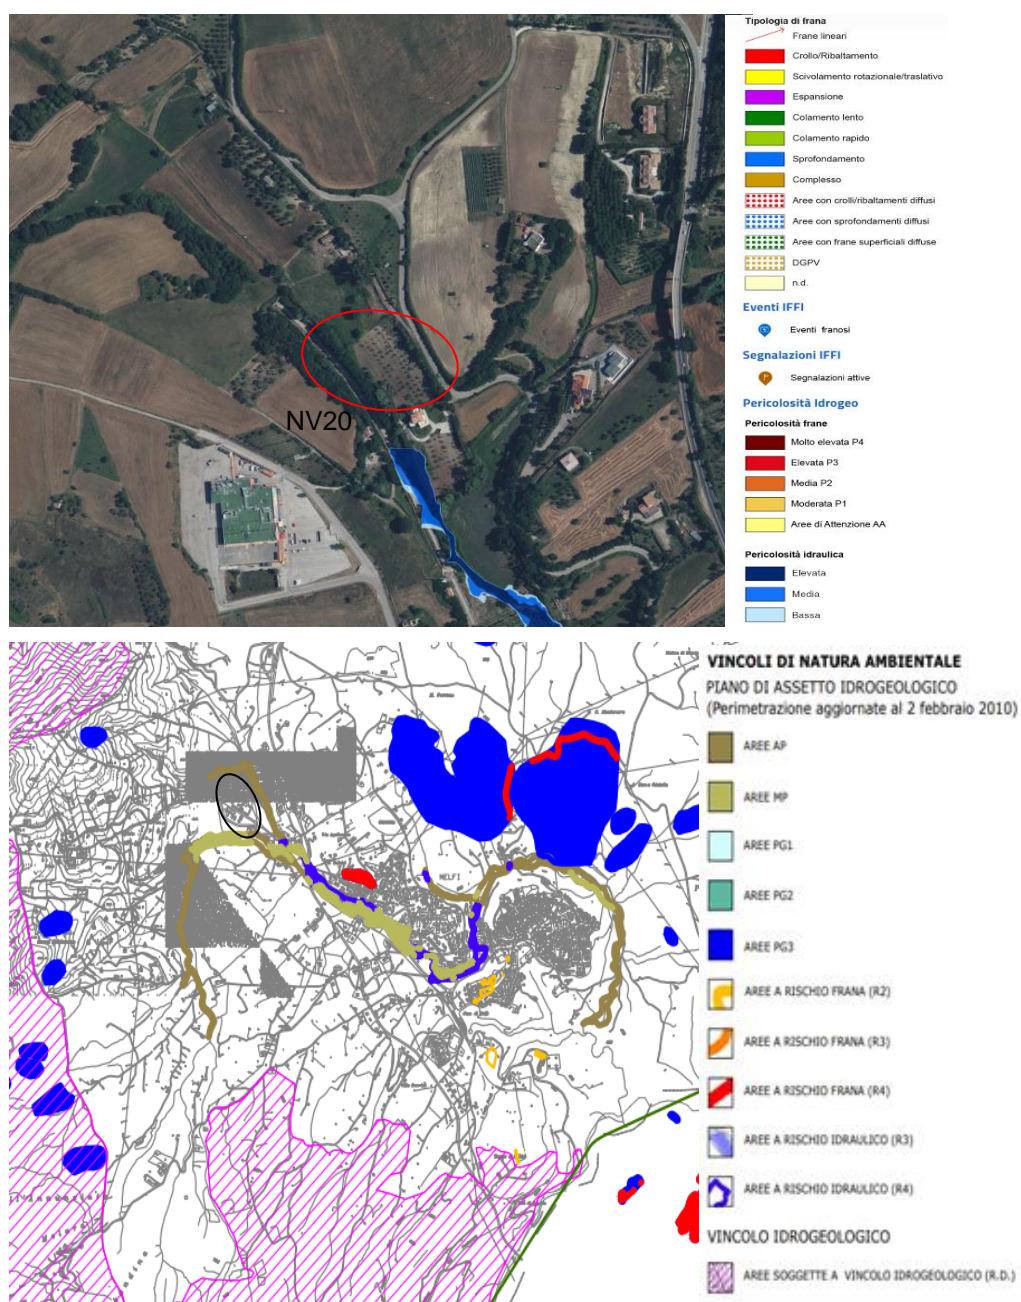 Tipologia di frana
Frane lineari
Crollo/Ribaltamento
Scivolamento rotazionale/traslativo
Espansione
Colamento lento
Colamento rapido
Sprofondamento
Complesso
Aree con crolli/ribaltamenti diffusi
Aree con sprofondamenti diffusi
Aree con frane superficiali diffuse
DGPV
n.d.
Eventi IFFI
Eventi franosi
Segnalazioni IFFI
Segnalazioni attive
Pericolosità Idrogeo
Pericolosità frane
Molto elevata P4
Elevata P3
Media P2
Moderata P1
Aree di Attenzione AA
Pericolosità idraulica
Elevata
Media
Bassa
NV20
VINCOLI DI NATURA AMBIENTALE
PIANO DI ASSETTO IDROGEOLOGICO
(Perimetrazione aggiornate al 2 febbraio 2010)
AREE AP
AREE MP
AREE PG1
AREE PG2
AREE PG3
AREE A RISCHIO FRANA (R2)
AREE A RISCHIO FRANA (R3)
AREE A RISCHIO FRANA (R4)
AREE A RISCHIO IDRAULICO (R3)
AREE A RISCHIO IDRAULICO (R4)
VINCOLO IDROGEOLOGICO
AREE SOGGETTE A VINCOLO IDROGEOLOGICO (R.D.)
MELFI